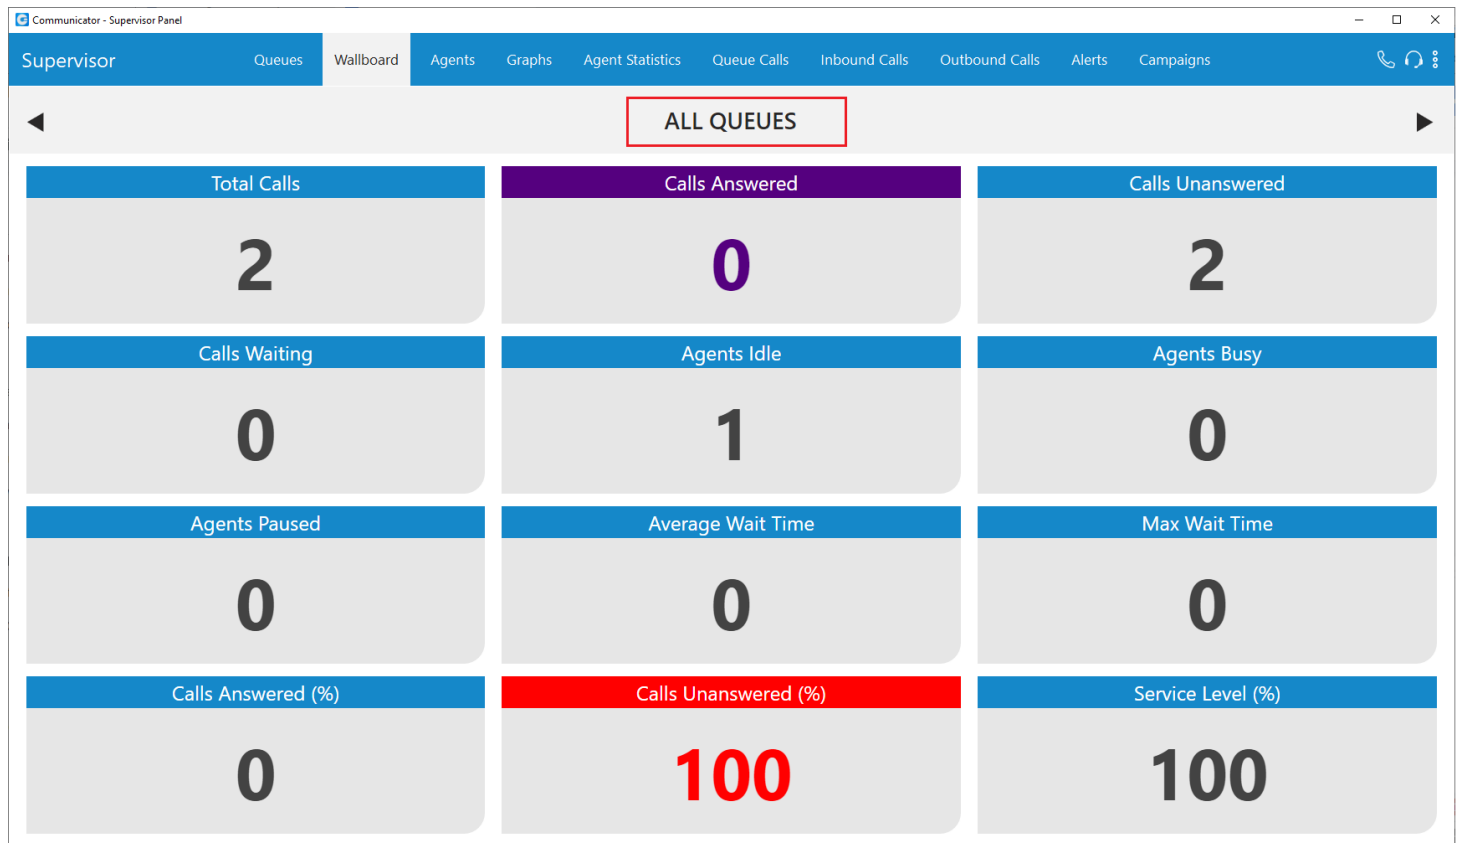 Communicator - Supervisor Panel
Supervisor Queues Wallboard Agents Graphs Agent Statistics Queue Calls Inbound Calls Outbound Calls Alerts Campaigns
ALL QUEUES
Total Calls
2
Calls Answered
0
Calls Unanswered
2
Calls Waiting
0
Agents Idle
1
Agents Busy
0
Agents Paused
0
Average Wait Time
0
Max Wait Time
0
Calls Answered (%)
0
Calls Unanswered (%)
100
Service Level (%)
100